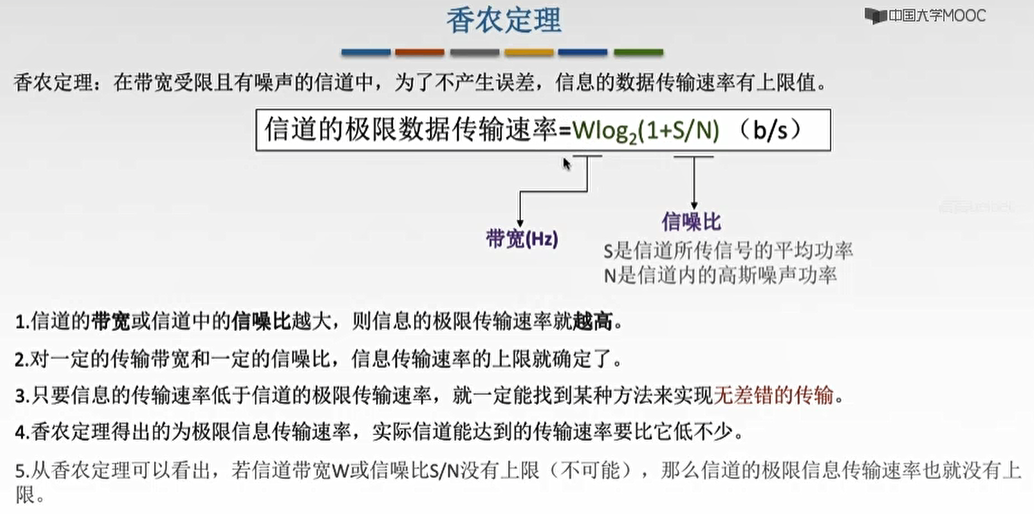 香农定理
中国大学MOOC
香农定理：在带宽受限且有噪声的信道中，为了不产生误差，信息的数据传输速率有上限值。
信道的极限数据传输速率=Wlog₂(1+S/N) （b/s）
带宽(Hz)
信噪比
S是信道所传信号的平均功率
N是信道内的高斯噪声功率
1.信道的带宽或信道中的信噪比越大，则信息的极限传输速率就越高。
2.对一定的传输带宽和一定的信噪比，信息传输速率的上限就确定了。
3.只要信息的传输速率低于信道的极限传输速率，就一定能找到某种方法来实现无差错的传输。
4.香农定理得出的为极限信息传输速率，实际信道能达到的传输速率要比它低不少。
5.从香农定理可以看出，若信道带宽W或信噪比S/N没有上限（不可能），那么信道的极限信息传输速率也就没有上
限。